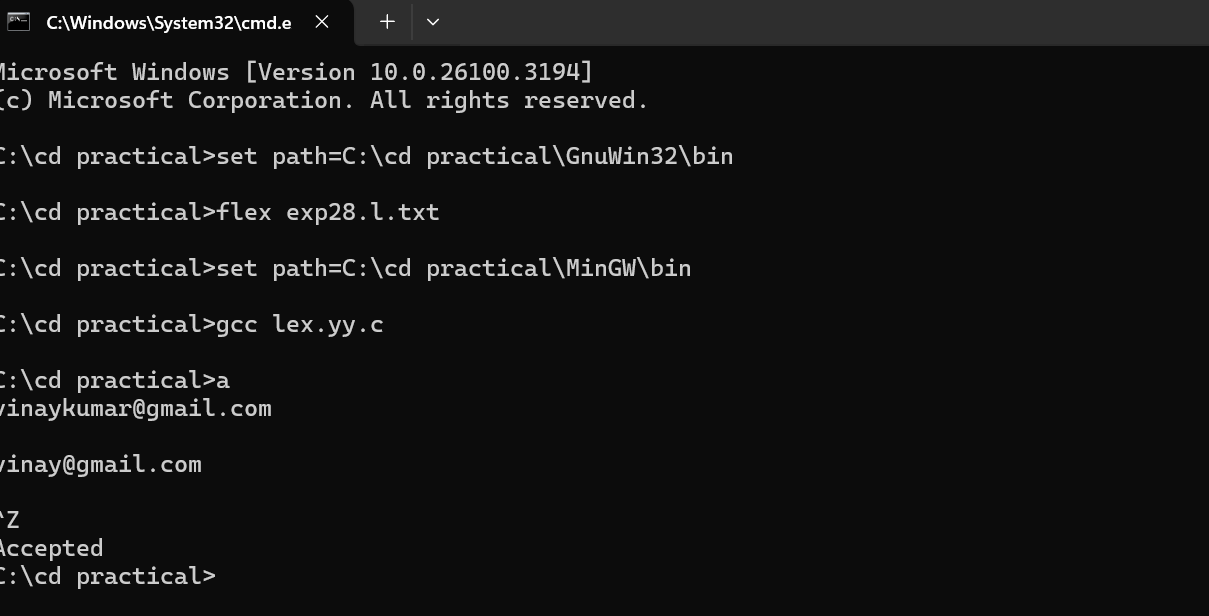 C:\Windows\System32\cmd.e
Microsoft Windows [Version 10.0.26100.3194]
(c) Microsoft Corporation. All rights reserved.
C:\cd practical>set path=C:\cd practical\GnuWin32\bin
C:\cd practical>flex exp28.l.txt
C:\cd practical>set path=C:\cd practical\MinGW\bin
C:\cd practical>gcc lex.yy.c
C:\cd practical>a
vinaykumar@gmail.com
vinay@gmail.com
^Z
Accepted
C:\cd practical>